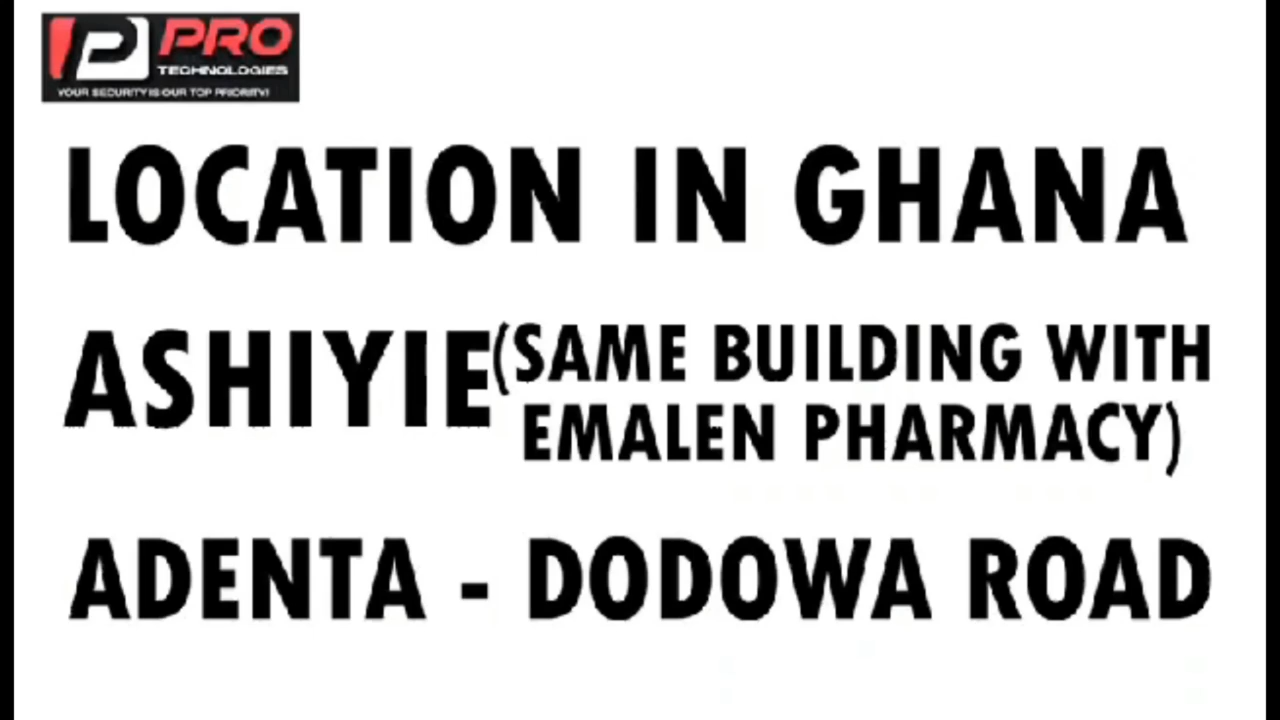 PRO
TECHNOLOGIES
YOUR SECURITY IS OUR TOP PRIORITY!
LOCATION IN GHANA
ASHIYIE (SAME BUILDING WITH
EMALEN PHARMACY)
ADENTA - DODOWA ROAD